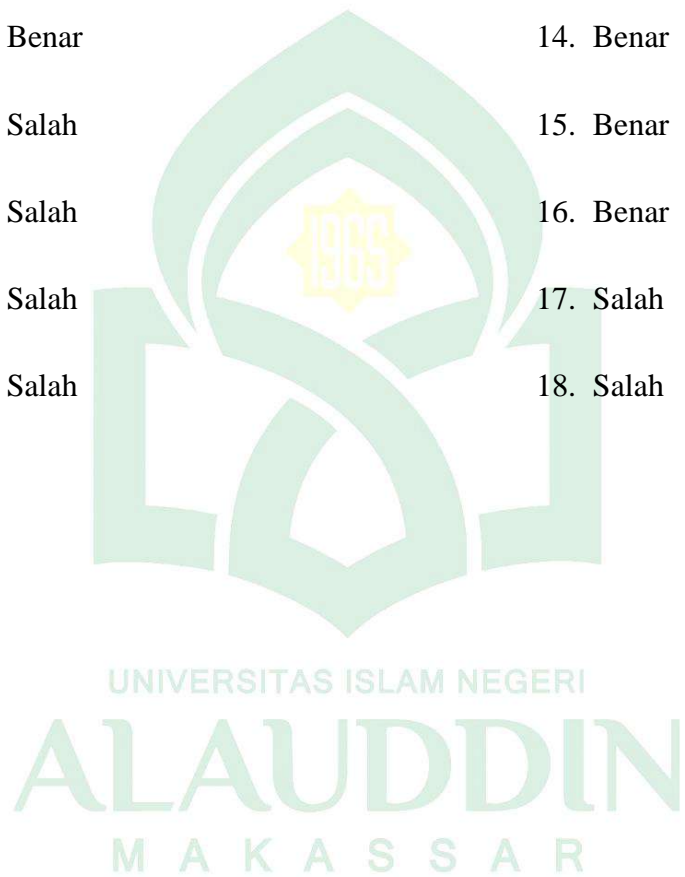 Benar 14. Benar
Salah 15. Benar
Salah 16. Benar
Salah 17. Salah
Salah 18. Salah
1965
UNIVERSITAS ISLAM NEGERI
ALAUDDIN
MAKASSAR